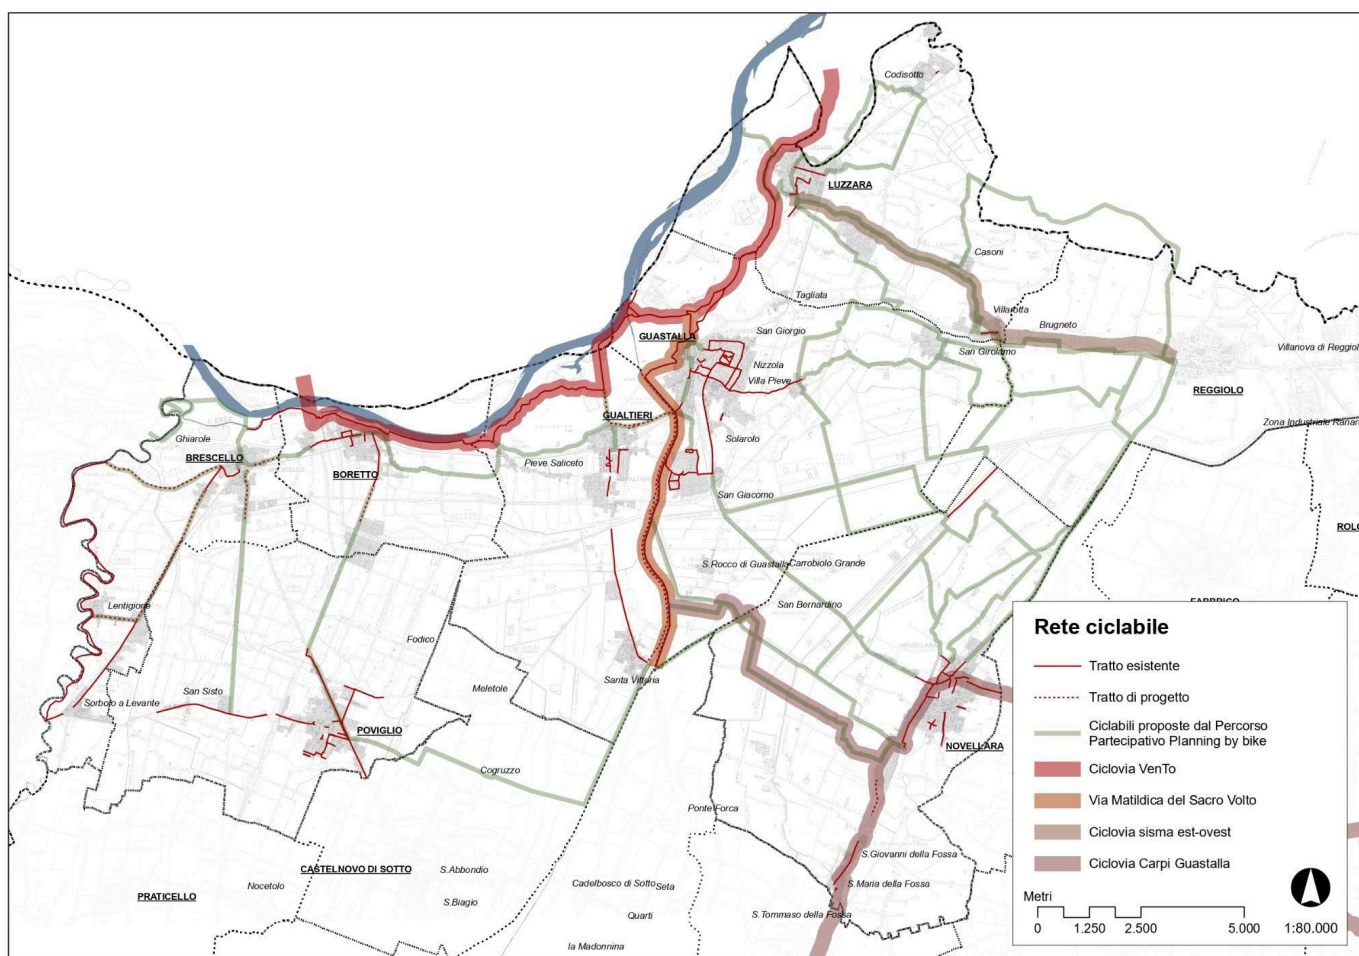 Codisotto
LUZZARA
Casoni
Tagliata
Villarotta
Brugneto
GUASTALLA
San Giorgio
San Girolamo
Villanova di Reggiol
Nizzola
Villa Pieve
REGGIOLO
GUALTIERI
Zona Industriale Ranar
Ghiarole
Solarolo
BRESCELLO
BORETTO
Pieve Saliceto
San Giacomo
ROLO
S.Rocco di Guastalla
Carrobiolo Grande
Lentigione
San Bernardino
FABBRICO
Fodico
Santa Vittoria
Meletole
San Sisto
Sorbolo a Levante
POVIGLIO
NOVELLARA
Cogruzzo
Ponte Forca
S.Giovanni della Fossa
CASTELNOVO DI SOTTO
S.Abbondio
Nocetolo
Cadelbosco di Sotto
Seta
S.Maria della Fossa
PRATICELLO
S.Biagio
Quarti
S.Tommaso della Fossa
la Madonnina
Rete ciclabile
Tratto esistente
Tratto di progetto
Ciclabili proposte dal Percorso
Partecipativo Planning by bike
Ciclovia VenTo
Via Matildica del Sacro Volto
Ciclovia sisma est-ovest
Ciclovia Carpi Guastalla
Metri
0 1.250 2.500 5.000
1:80.000